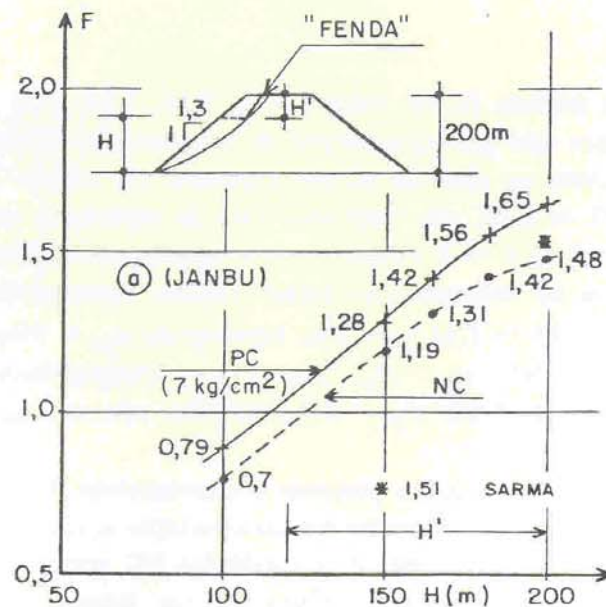 F
"FENDA"
2,0
1,3
1
H
H'
200m
1,65
1,56
1,5
ⓐ (JANBU)
1,42
1,48
1,42
1,28
1,31
PC
(7 kg/cm²)
1,19
NC
1,0
0,79
0,7
1,51 SARMA
H'
0,5
50
100
150
H(m)
200